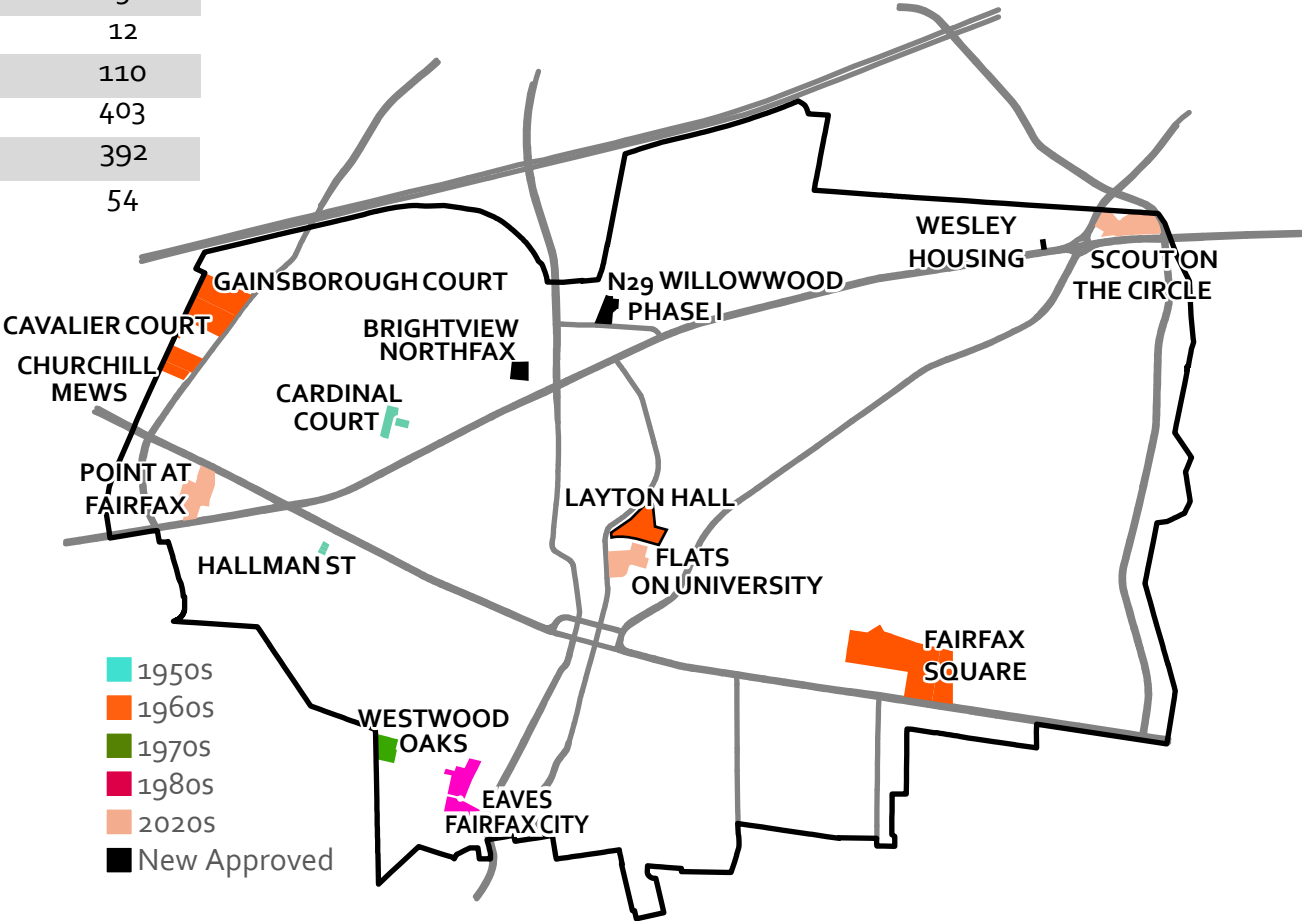 12
110
403
392
54
WESLEY
HOUSING
SCOUT ON
THE CIRCLE
GAINSBOROUGH COURT
N29 WILLOWWOOD
PHASE I
CAVALIER COURT
BRIGHTVIEW
NORTHFAX
CHURCHILL
MEWS
CARDINAL
COURT
POINT AT
FAIRFAX
LAYTON HALL
HALLMAN ST
FLATS
ON UNIVERSITY
FAIRFAX
SQUARE
WESTWOOD
OAKS
EAVES
FAIRFAX CITY
1950s
1960s
1970s
1980s
2020s
New Approved